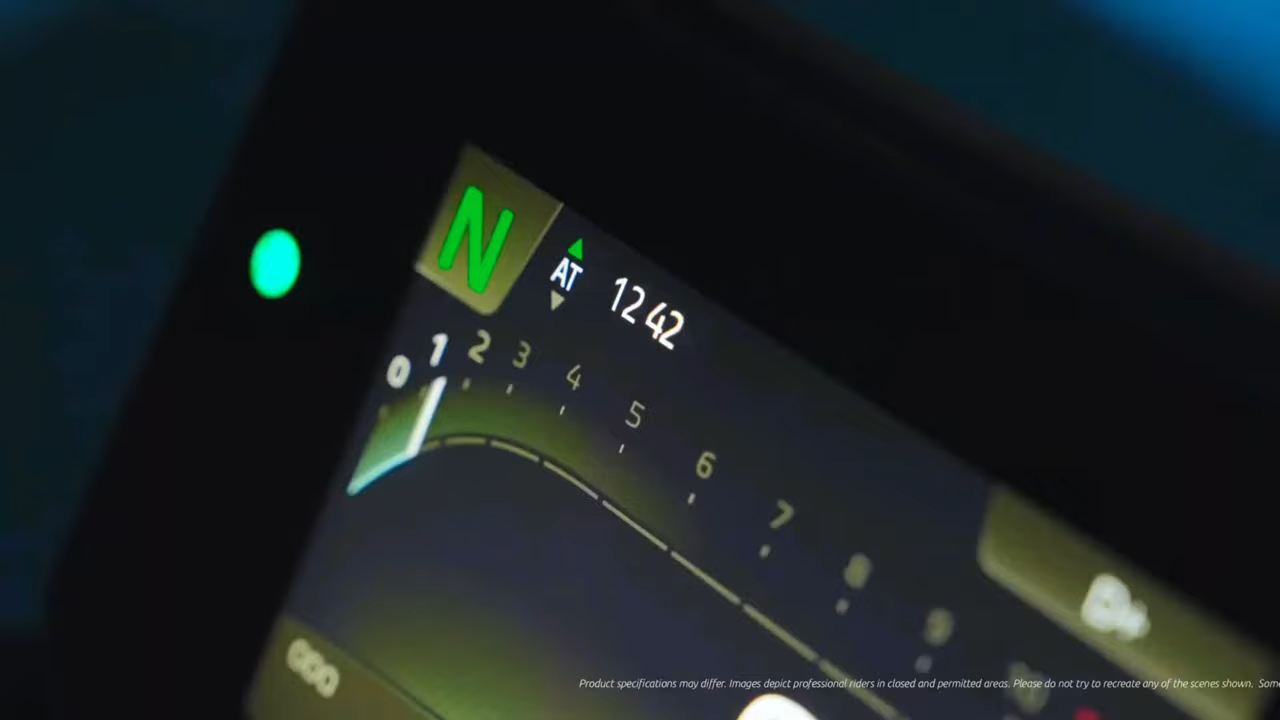 N
AT
12 42
0 1 2 3 4 5 6 7 8 9
Product specifications may differ. Images depict professional riders in closed and permitted areas. Please do not try to recreate any of the scenes shown. Some